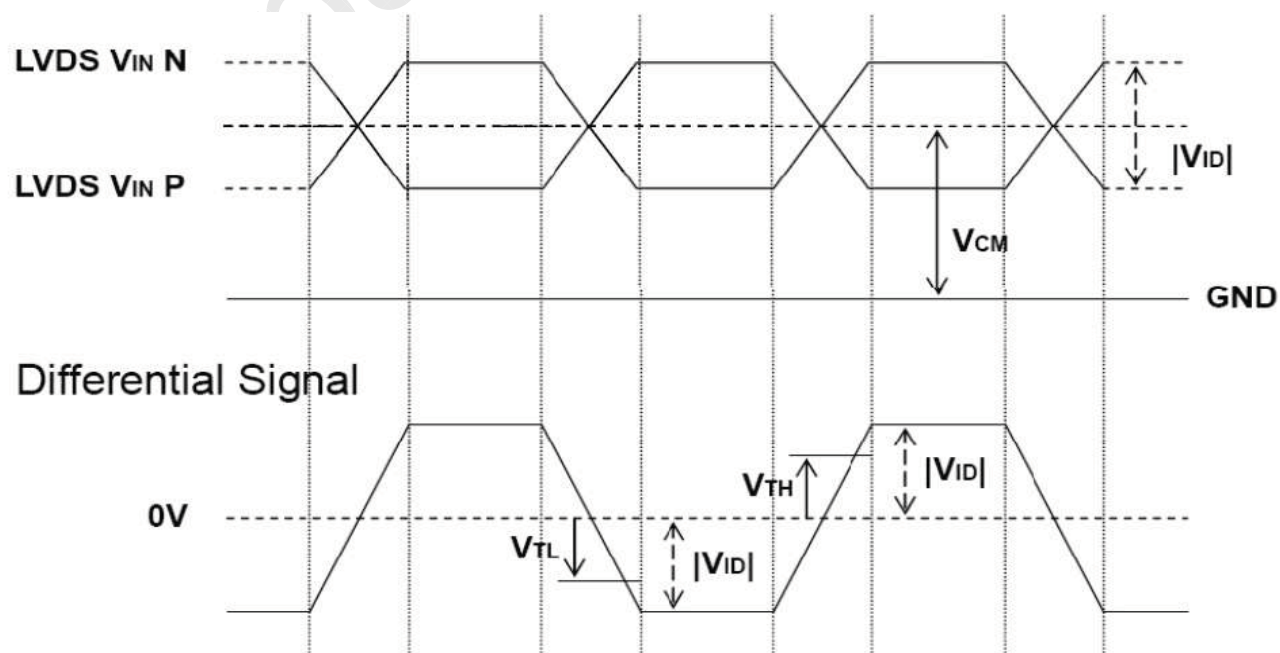 LVDS VIN N
LVDS VIN P
|VID|
VCM
GND
Differential Signal
VTH
|VID|
0V
VTL
|VID|